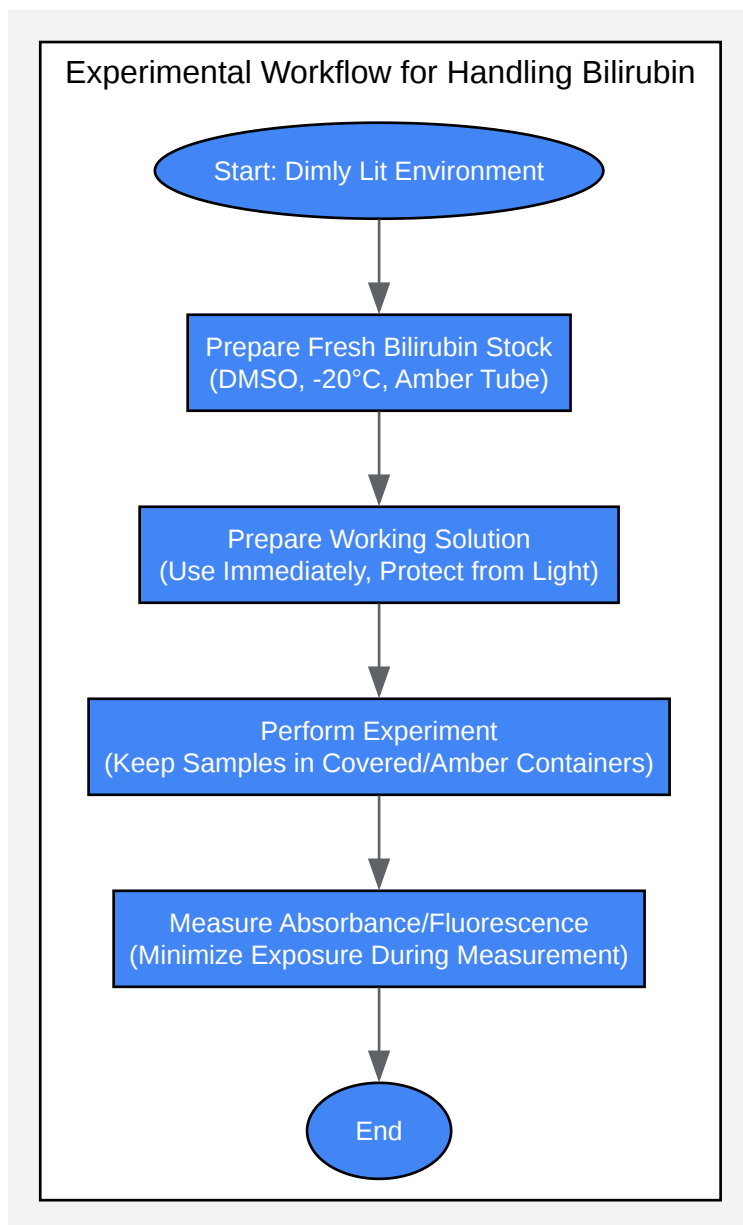 Experimental Workflow for Handling Bilirubin
Start: Dimly Lit Environment
Prepare Fresh Bilirubin Stock
(DMSO, -20°C, Amber Tube)
Prepare Working Solution
(Use Immediately, Protect from Light)
Perform Experiment
(Keep Samples in Covered/Amber Containers)
Measure Absorbance/Fluorescence
(Minimize Exposure During Measurement)
End